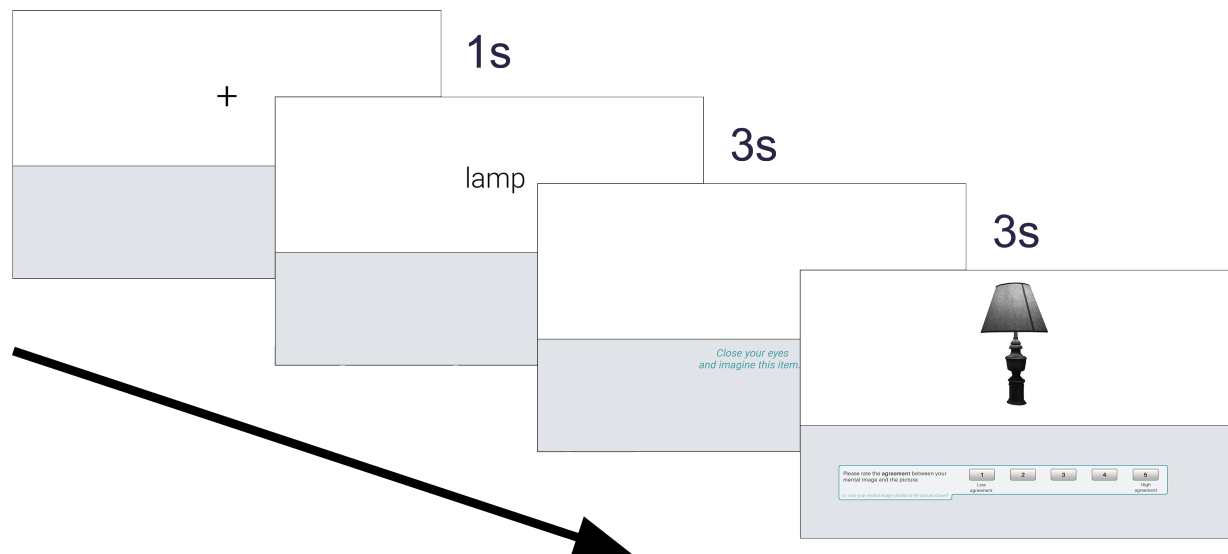 1s
+
3s
lamp
3s
Close your eyes
and imagine this item.
Please rate the agreement between your
mental image and the picture:
1
2
3
4
5
Low
agreement
High
agreement